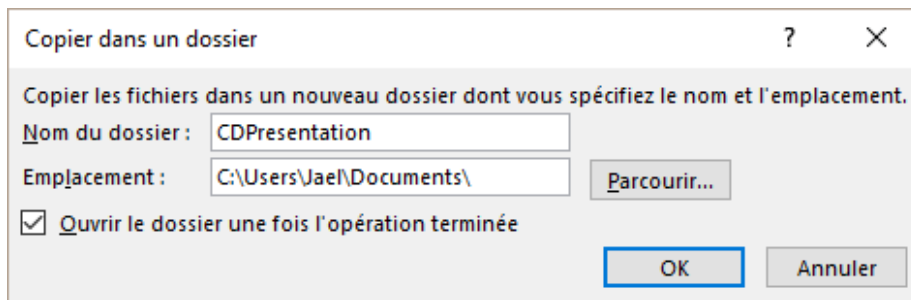 Copier dans un dossier ?
Copier les fichiers dans un nouveau dossier dont vous spécifiez le nom et l'emplacement.
Nom du dossier : CDPresentation
Emplacement : C:\Users\Jael\Documents\ Parcourir...
Ouvrir le dossier une fois l'opération terminée
OK Annuler